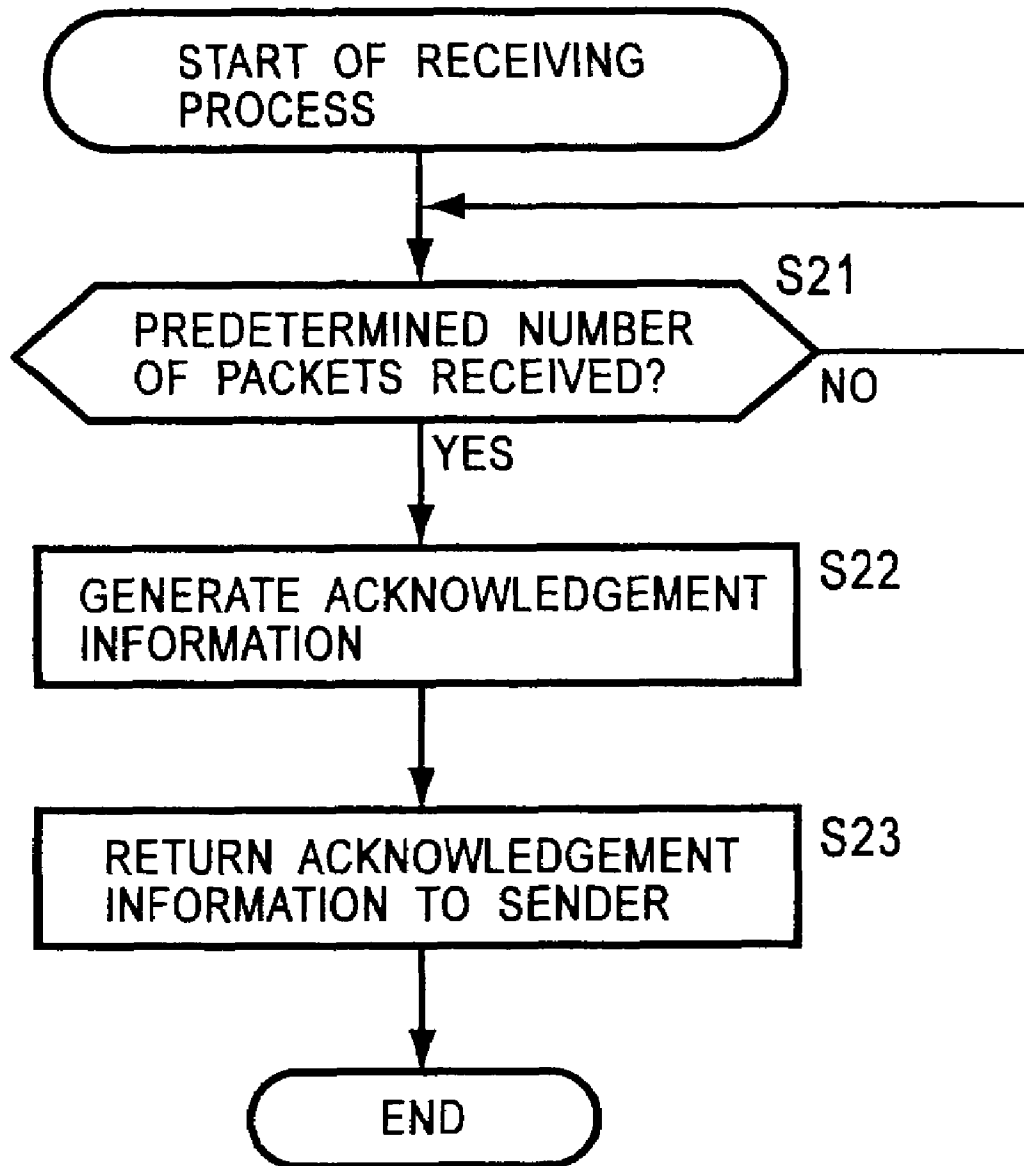 START OF RECEIVING
PROCESS
S21
PREDETERMINED NUMBER
OF PACKETS RECEIVED?
NO
YES
S22
GENERATE ACKNOWLEDGEMENT
INFORMATION
S23
RETURN ACKNOWLEDGEMENT
INFORMATION TO SENDER
END